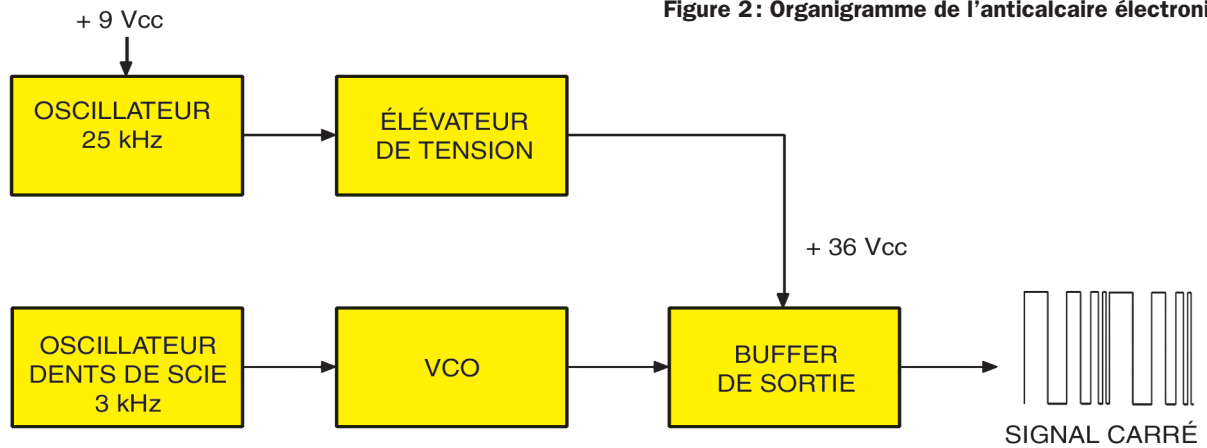 Figure 2 : Organigramme de l'anticalcaire électroni
+ 9 Vcc
OSCILLATEUR
25 kHz
ÉLÉVATEUR
DE TENSION
+ 36 Vcc
OSCILLATEUR
DENTS DE SCIE
3 kHz
VCO
BUFFER
DE SORTIE
SIGNAL CARRÉ